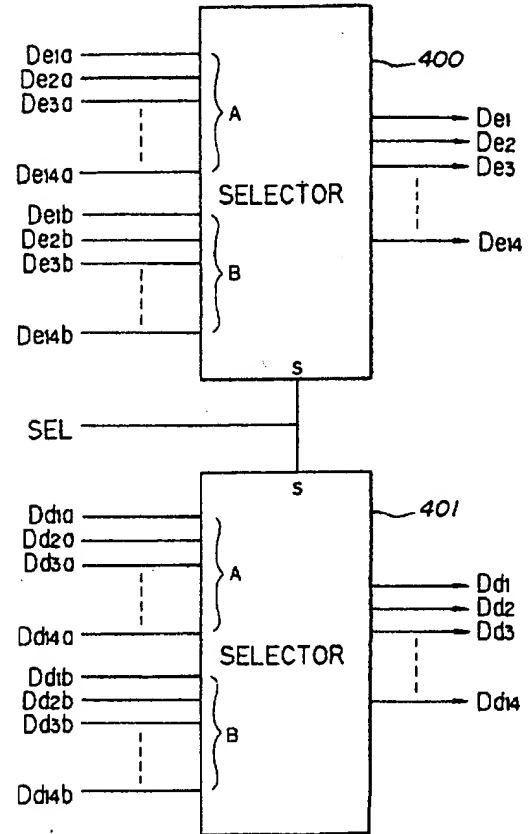 De1a
De2a
De3a
De14a
A
De1b
De2b
De3b
De14b
B
SELECTOR
S
400
De1
De2
De3
De14
SEL
S
Dd1a
Dd2a
Dd3a
Dd14a
A
Dd1b
Dd2b
Dd3b
Dd14b
B
SELECTOR
401
Dd1
Dd2
Dd3
Dd14